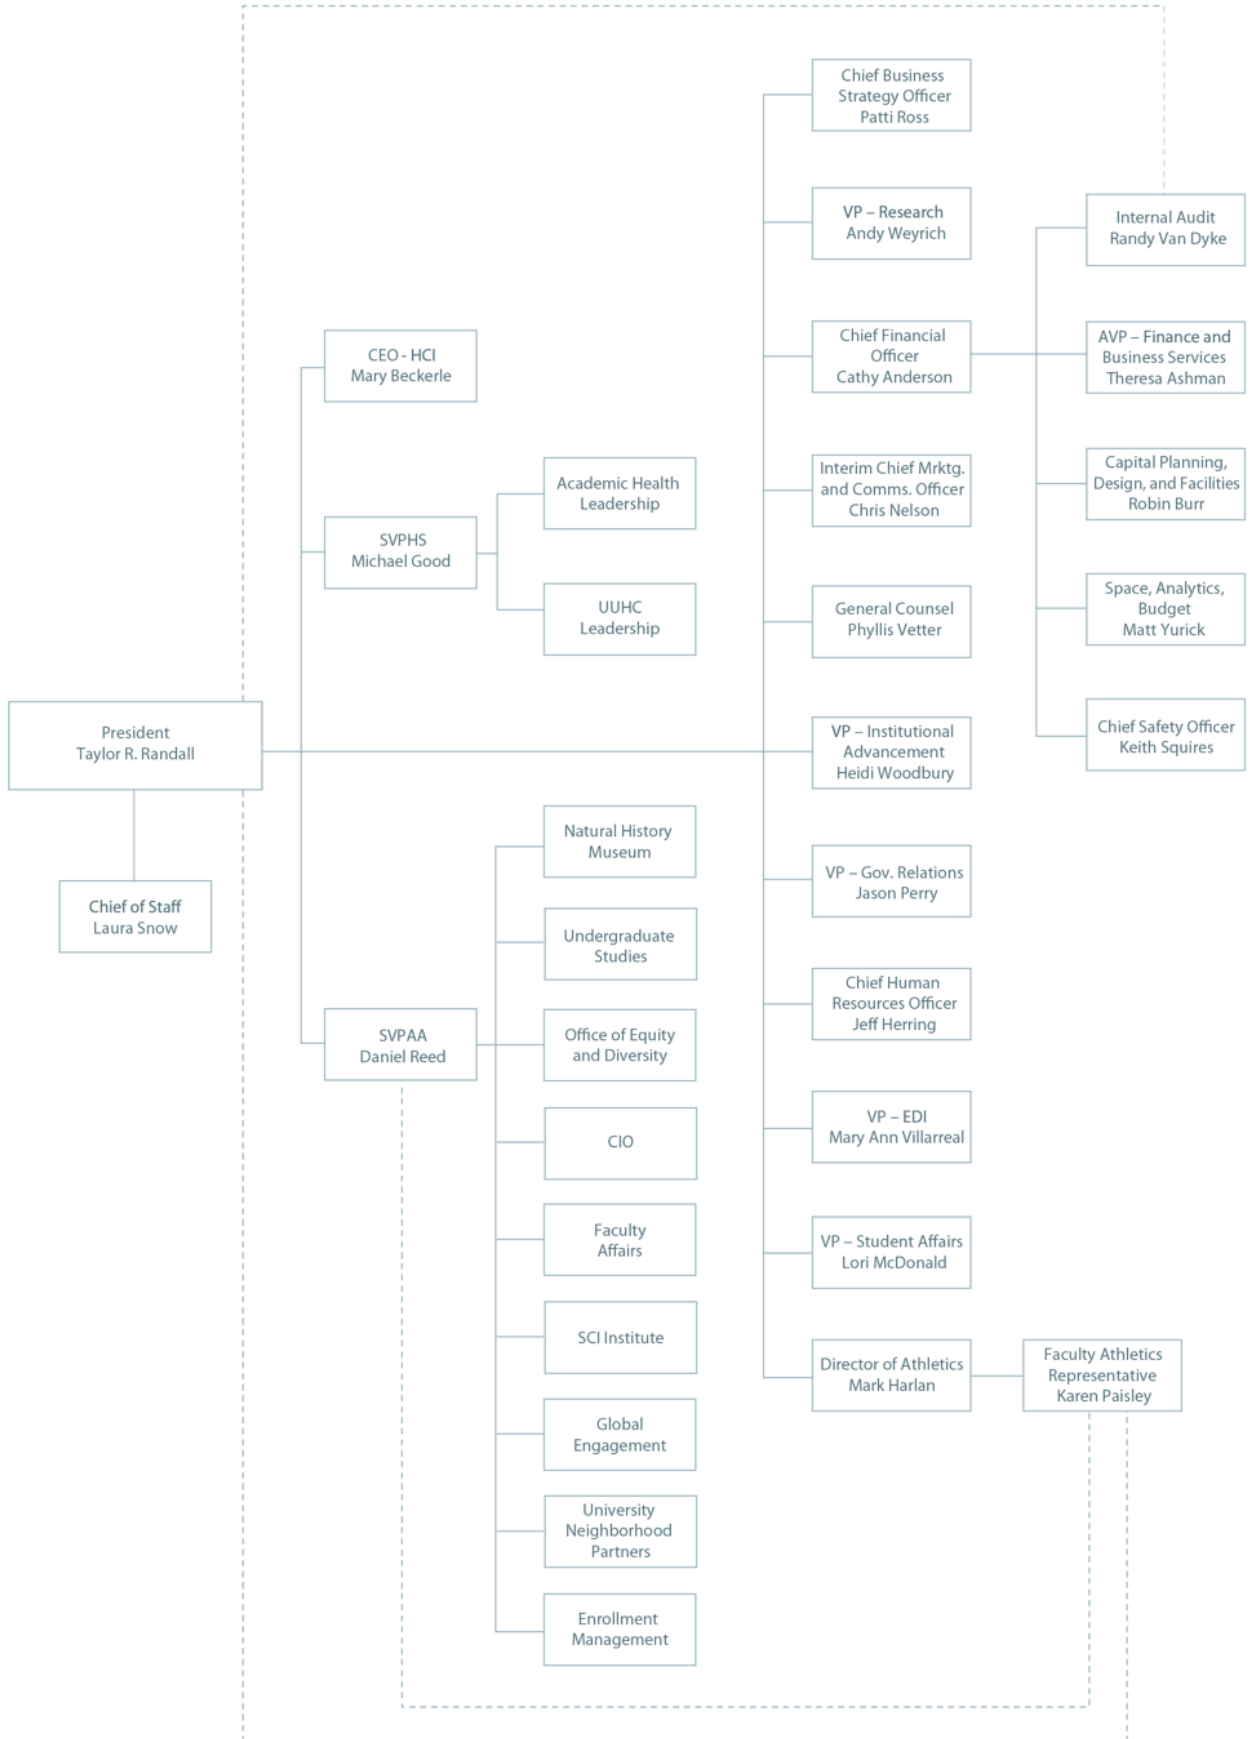 President
Taylor R. Randall
Chief of Staff
Laura Snow
CEO - HCI
Mary Beckerle
SVPHS
Michael Good
Academic Health
Leadership
UUHC
Leadership
SVPAA
Daniel Reed
Natural History
Museum
Undergraduate
Studies
Office of Equity
and Diversity
CIO
Faculty
Affairs
SCI Institute
Global
Engagement
University
Neighborhood
Partners
Enrollment
Management
Chief Business
Strategy Officer
Patti Ross
VP – Research
Andy Weyrich
Chief Financial
Officer
Cathy Anderson
Interim Chief Mrktg.
and Comms. Officer
Chris Nelson
General Counsel
Phyllis Vetter
VP – Institutional
Advancement
Heidi Woodbury
VP – Gov. Relations
Jason Perry
Chief Human
Resources Officer
Jeff Herring
VP – EDI
Mary Ann Villarreal
VP – Student Affairs
Lori McDonald
Director of Athletics
Mark Harlan
Faculty Athletics
Representative
Karen Paisley
Internal Audit
Randy Van Dyke
AVP – Finance and
Business Services
Theresa Ashman
Capital Planning,
Design, and Facilities
Robin Burr
Space, Analytics,
Budget
Matt Yurick
Chief Safety Officer
Keith Squires